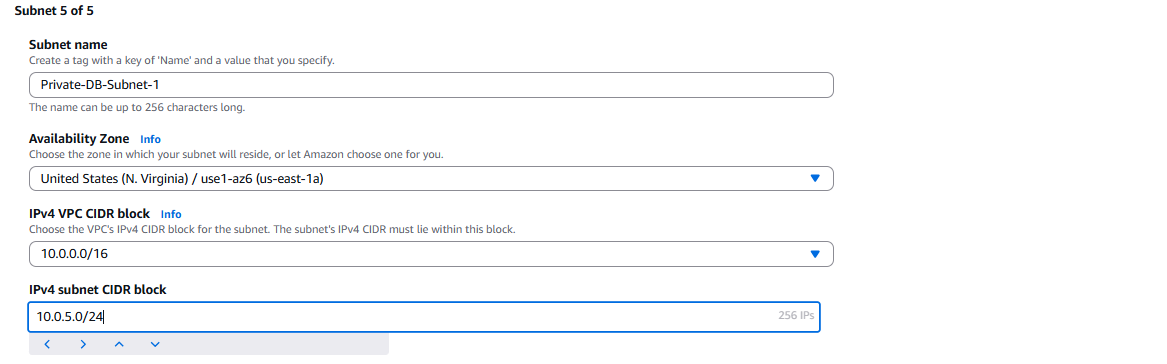 Subnet 5 of 5
Subnet name
Create a tag with a key of 'Name' and a value that you specify.
Private-DB-Subnet-1
The name can be up to 256 characters long.
Availability Zone Info
Choose the zone in which your subnet will reside, or let Amazon choose one for you.
United States (N. Virginia) / use1-az6 (us-east-1a)
IPv4 VPC CIDR block Info
Choose the VPC's IPv4 CIDR block for the subnet. The subnet's IPv4 CIDR must lie within this block.
10.0.0.0/16
IPv4 subnet CIDR block
10.0.5.0/24 256 IPs